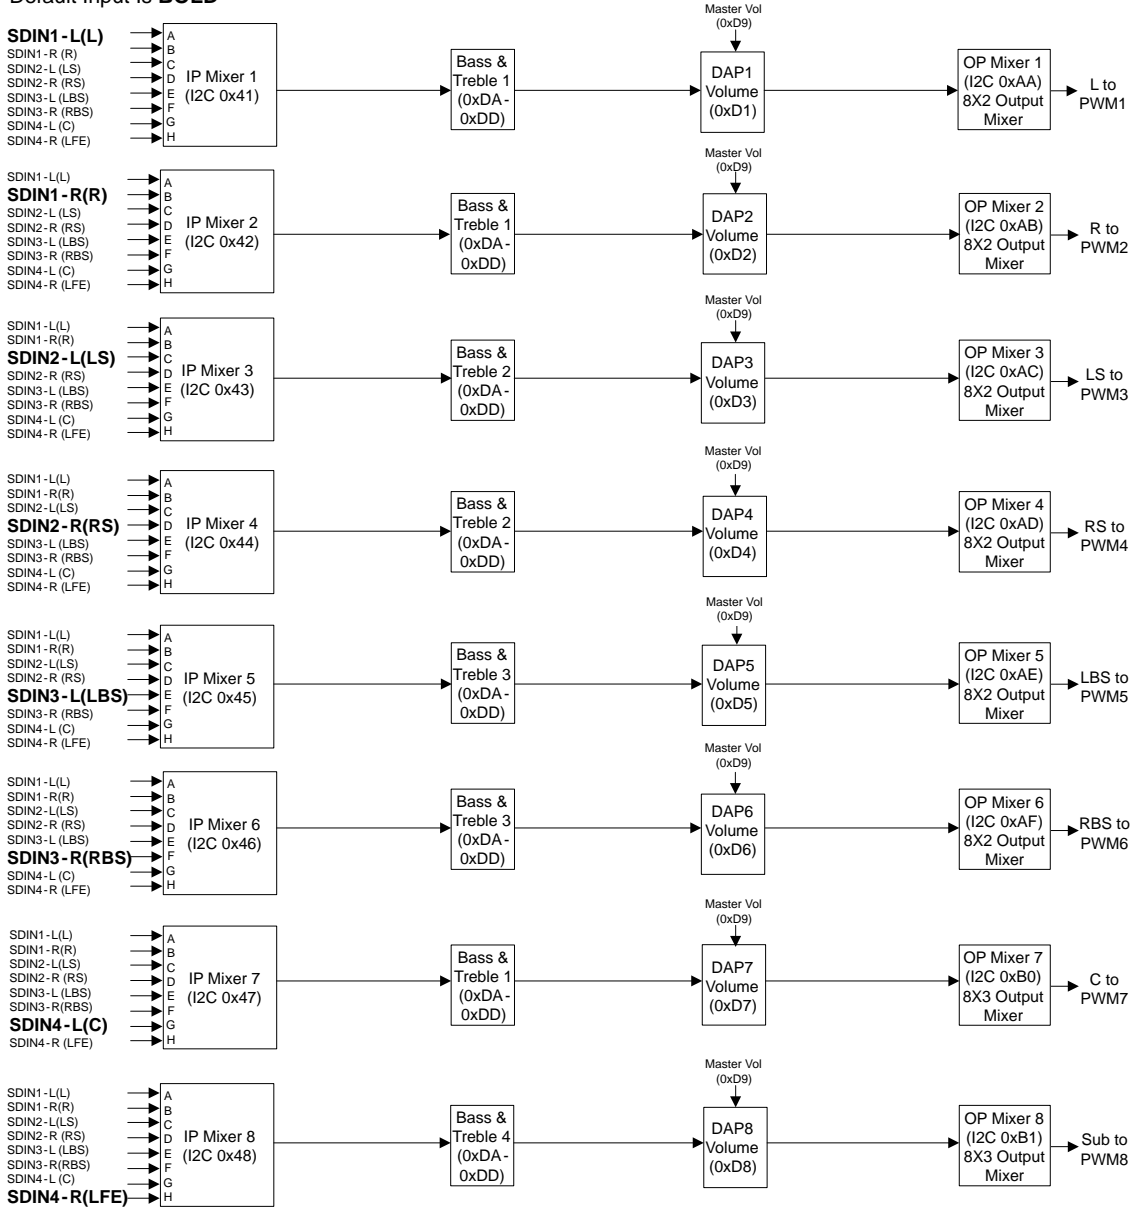 Default Input is BOLD
SDIN1-L(L)
SDIN1-R (R)
SDIN2-L (LS)
SDIN2-R (RS)
SDIN3-L (LBS)
SDIN3-R (RBS)
SDIN4-L (C)
SDIN4-R (LFE)
A
B
C
D
E
F
G
H
IP Mixer 1
(I2C 0x41)
Bass &
Treble 1
(0xDA-
0xDD)
Master Vol
(0xD9)
DAP1
Volume
(0xD1)
OP Mixer 1
(I2C 0xAA)
8X2 Output
Mixer
L to
PWM1
SDIN1-L(L)
SDIN1-R(R)
SDIN2-L (LS)
SDIN2-R (RS)
SDIN3-L (LBS)
SDIN3-R (RBS)
SDIN4-L (C)
SDIN4-R (LFE)
A
B
C
D
E
F
G
H
IP Mixer 2
(I2C 0x42)
Bass &
Treble 1
(0xDA-
0xDD)
Master Vol
(0xD9)
DAP2
Volume
(0xD2)
OP Mixer 2
(I2C 0xAB)
8X2 Output
Mixer
R to
PWM2
SDIN1-L(L)
SDIN1-R(R)
SDIN2-L(LS)
SDIN2-R (RS)
SDIN3-L (LBS)
SDIN3-R (RBS)
SDIN4-L (C)
SDIN4-R (LFE)
A
B
C
D
E
F
G
H
IP Mixer 3
(I2C 0x43)
Bass &
Treble 2
(0xDA-
0xDD)
Master Vol
(0xD9)
DAP3
Volume
(0xD3)
OP Mixer 3
(I2C 0xAC)
8X2 Output
Mixer
LS to
PWM3
SDIN1-L(L)
SDIN1-R(R)
SDIN2-L(LS)
SDIN2-R(RS)
SDIN3-L (LBS)
SDIN3-R (RBS)
SDIN4-L (C)
SDIN4-R (LFE)
A
B
C
D
E
F
G
H
IP Mixer 4
(I2C 0x44)
Bass &
Treble 2
(0xDA-
0xDD)
Master Vol
(0xD9)
DAP4
Volume
(0xD4)
OP Mixer 4
(I2C 0xAD)
8X2 Output
Mixer
RS to
PWM4
SDIN1-L(L)
SDIN1-R(R)
SDIN2-L(LS)
SDIN2-R (RS)
SDIN3-L(LBS)
SDIN3-R (RBS)
SDIN4-L (C)
SDIN4-R (LFE)
A
B
C
D
E
F
G
H
IP Mixer 5
(I2C 0x45)
Bass &
Treble 3
(0xDA-
0xDD)
Master Vol
(0xD9)
DAP5
Volume
(0xD5)
OP Mixer 5
(I2C 0xAE)
8X2 Output
Mixer
LBS to
PWM5
SDIN1-L(L)
SDIN1-R(R)
SDIN2-L(LS)
SDIN2-R (RS)
SDIN3-L (LBS)
SDIN3-R(RBS)
SDIN4-L (C)
SDIN4-R (LFE)
A
B
C
D
E
F
G
H
IP Mixer 6
(I2C 0x46)
Bass &
Treble 3
(0xDA-
0xDD)
Master Vol
(0xD9)
DAP6
Volume
(0xD6)
OP Mixer 6
(I2C 0xAF)
8X2 Output
Mixer
RBS to
PWM6
SDIN1-L(L)
SDIN1-R(R)
SDIN2-L(LS)
SDIN2-R (RS)
SDIN3-L (LBS)
SDIN3-R(RBS)
SDIN4-L(C)
SDIN4-R (LFE)
A
B
C
D
E
F
G
H
IP Mixer 7
(I2C 0x47)
Bass &
Treble 1
(0xDA-
0xDD)
Master Vol
(0xD9)
DAP7
Volume
(0xD7)
OP Mixer 7
(I2C 0xB0)
8X3 Output
Mixer
C to
PWM7
SDIN1-L(L)
SDIN1-R(R)
SDIN2-L(LS)
SDIN2-R (RS)
SDIN3-L (LBS)
SDIN3-R(RBS)
SDIN4-L (C)
SDIN4-R(LFE)
A
B
C
D
E
F
G
H
IP Mixer 8
(I2C 0x48)
Bass &
Treble 4
(0xDA-
0xDD)
Master Vol
(0xD9)
DAP8
Volume
(0xD8)
OP Mixer 8
(I2C 0xB1)
8X3 Output
Mixer
Sub to
PWM8